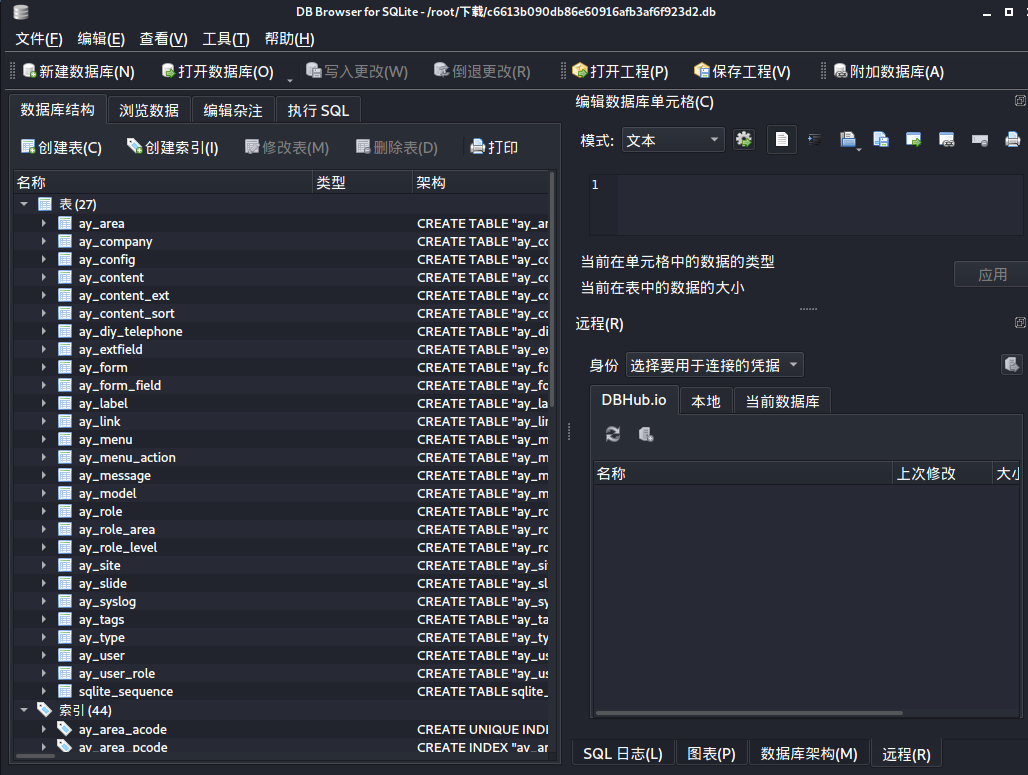 DB Browser for SQLite - /root/下载/c6613b090db86e60916afb3af6f923d2.db
文件(F) 编辑(E) 查看(V) 工具(T) 帮助(H)
新建数据库(N) 打开数据库(O) 写入更改(W) 倒退更改(R) 打开工程(P) 保存工程(V) 附加数据库(A)
数据库结构 浏览数据 编辑杂注 执行 SQL
创建表(C) 创建索引(I) 修改表(M) 删除表(D) 打印
名称 类型 架构
表 (27)
ay_area CREATE TABLE "ay_ar
ay_company CREATE TABLE "ay_cc
ay_config CREATE TABLE "ay_cc
ay_content CREATE TABLE "ay_cc
ay_content_ext CREATE TABLE "ay_cc
ay_content_sort CREATE TABLE "ay_cc
ay_diy_telephone CREATE TABLE "ay_di
ay_extfield CREATE TABLE "ay_ex
ay_form CREATE TABLE "ay_fo
ay_form_field CREATE TABLE "ay_fo
ay_label CREATE TABLE "ay_la
ay_link CREATE TABLE "ay_lir
ay_menu CREATE TABLE "ay_m
ay_menu_action CREATE TABLE "ay_m
ay_message CREATE TABLE "ay_m
ay_model CREATE TABLE "ay_m
ay_role CREATE TABLE "ay_ro
ay_role_area CREATE TABLE "ay_ro
ay_role_level CREATE TABLE "ay_ro
ay_site CREATE TABLE "ay_sit
ay_slide CREATE TABLE "ay_sl
ay_syslog CREATE TABLE "ay_sy
ay_tags CREATE TABLE "ay_ta
ay_type CREATE TABLE "ay_ty
ay_user CREATE TABLE "ay_us
ay_user_role CREATE TABLE "ay_us
sqlite_sequence CREATE TABLE sqlite_
索引 (44)
ay_area_acode CREATE UNIQUE INDI
ay_area_pcode CREATE INDEX "ay_ar
编辑数据库单元格(C)
模式: 文本
1
当前在单元格中的数据的类型
当前在表中的数据的大小
应用
远程(R)
身份 选择要用于连接的凭据
DBHub.io 本地 当前数据库
名称 上次修改 大小
SQL 日志(L) 图表(P) 数据库架构(M) 远程(R)